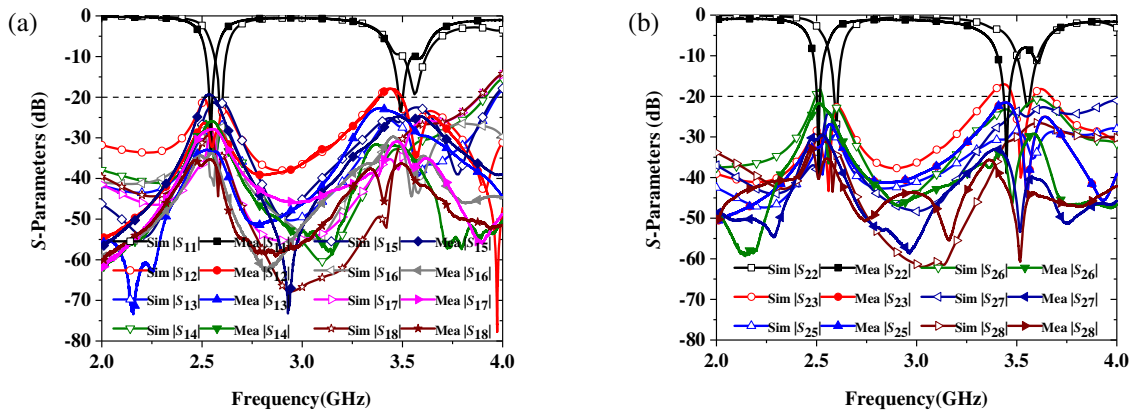 (a)
S-Parameters (dB)
0
-10
-20
-30
-40
-50
-60
-70
-80
Sim |S11| Mea |S11| Sim |S15| Mea |S15|
Sim |S12| Mea |S12| Sim |S16| Mea |S16|
Sim |S13| Mea |S13| Sim |S17| Mea |S17|
Sim |S14| Mea |S14| Sim |S18| Mea |S18|
2.0 2.5 3.0 3.5 4.0
Frequency(GHz)
(b)
S-Parameters (dB)
0
-10
-20
-30
-40
-50
-60
-70
-80
Sim |S22| Mea |S22| Sim |S26| Mea |S26|
Sim |S23| Mea |S23| Sim |S27| Mea |S27|
Sim |S25| Mea |S25| Sim |S28| Mea |S28|
2.0 2.5 3.0 3.5 4.0
Frequency(GHz)